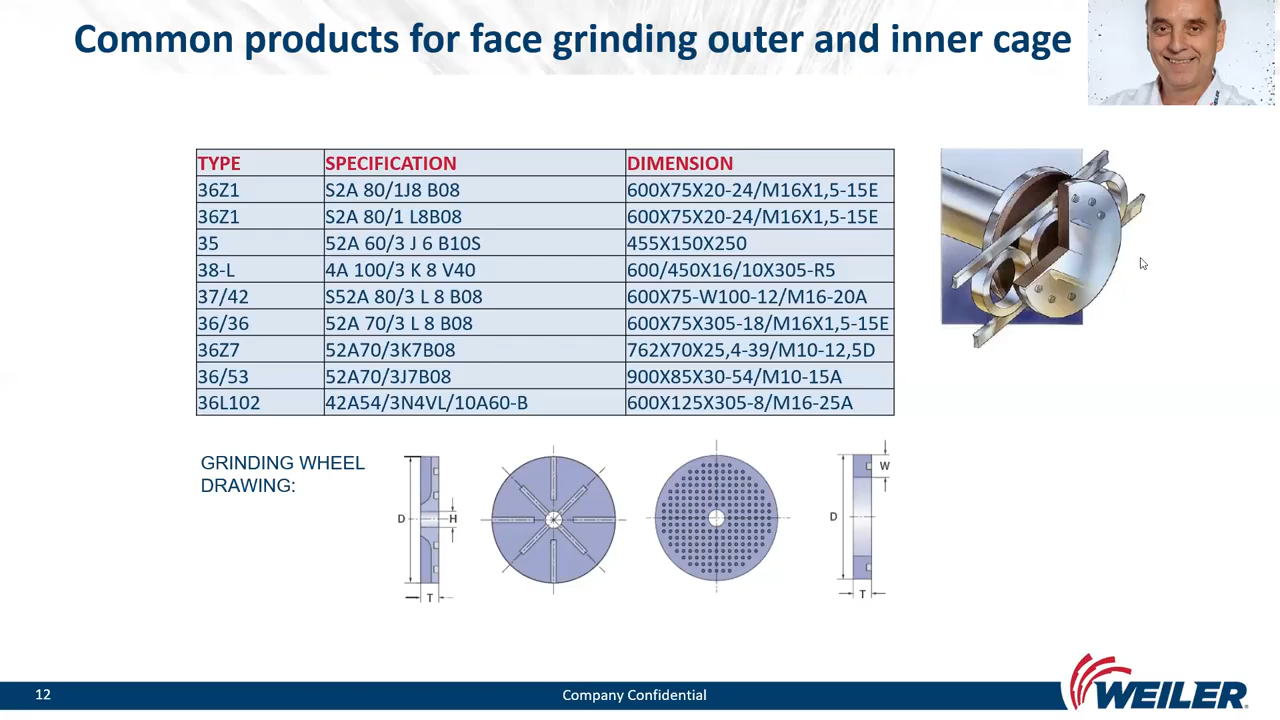 Common products for face grinding outer and inner cage
TYPE SPECIFICATION DIMENSION
36Z1 S2A 80/1J8 B08 600X75X20-24/M16X1,5-15E
36Z1 S2A 80/1 L8B08 600X75X20-24/M16X1,5-15E
35 52A 60/3 J 6 B10S 455X150X250
38-L 4A 100/3 K 8 V40 600/450X16/10X305-R5
37/42 S52A 80/3 L 8 B08 600X75-W100-12/M16-20A
36/36 52A 70/3 L 8 B08 600X75X305-18/M16X1,5-15E
36Z7 52A70/3K7B08 762X70X25,4-39/M10-12,5D
36/53 52A70/3J7B08 900X85X30-54/M10-15A
36L102 42A54/3N4VL/10A60-B 600X125X305-8/M16-25A
GRINDING WHEEL
DRAWING:
D H T
D W T
12 Company Confidential
WEILER